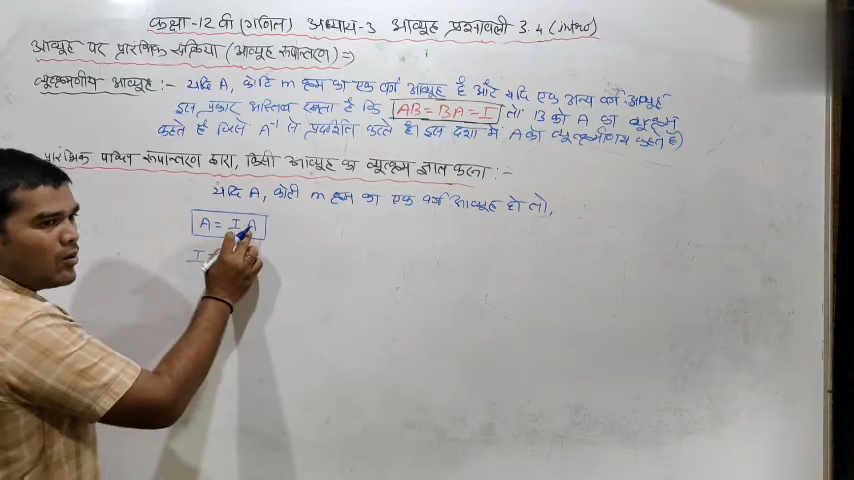 कक्षा-12 वीं (गणित) अध्याय-3 आव्यूह प्रश्नावली 3.4 (intro)
आव्यूह पर प्रारंभिक संक्रिया (आव्यूह रूपान्तरण) ⇒
व्युत्क्रमणीय आव्यूह :- यदि A, कोटि m क्रम का एक वर्ग आव्यूह है और यदि एक अन्य वर्ग आव्यूह
इस प्रकार अस्तित्व रखता है कि AB = BA = I तो B को A का व्युत्क्रम
कहते हैं जिसे A⁻¹ से प्रदर्शित करते हैं। इस दशा में A को व्युत्क्रमणीय कहते हैं)
प्रारंभिक पंक्ति रूपान्तरण द्वारा, किसी आव्यूह का व्युत्क्रम ज्ञात करना :-
यदि A, कोटी m क्रम का एक वर्ग आव्यूह हो तो,
A = I A
I =